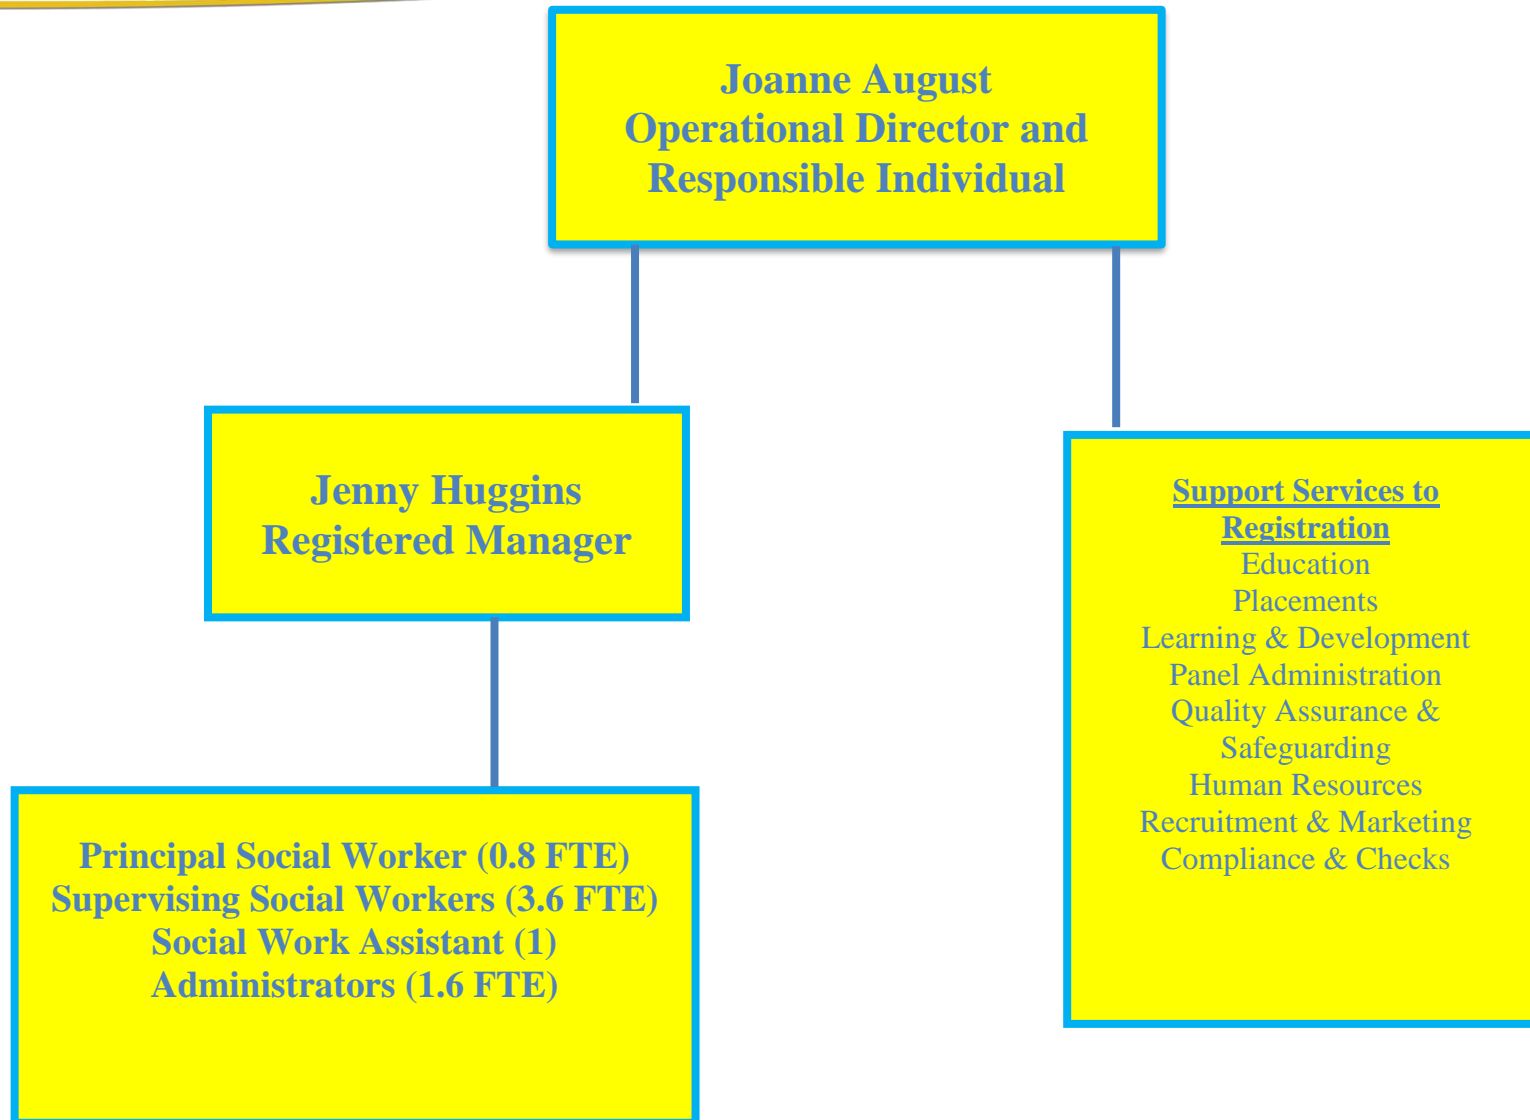 Joanne August
Operational Director and
Responsible Individual
Jenny Huggins
Registered Manager
Support Services to
Registration
Education
Placements
Learning & Development
Panel Administration
Quality Assurance &
Safeguarding
Human Resources
Recruitment & Marketing
Compliance & Checks
Principal Social Worker (0.8 FTE)
Supervising Social Workers (3.6 FTE)
Social Work Assistant (1)
Administrators (1.6 FTE)